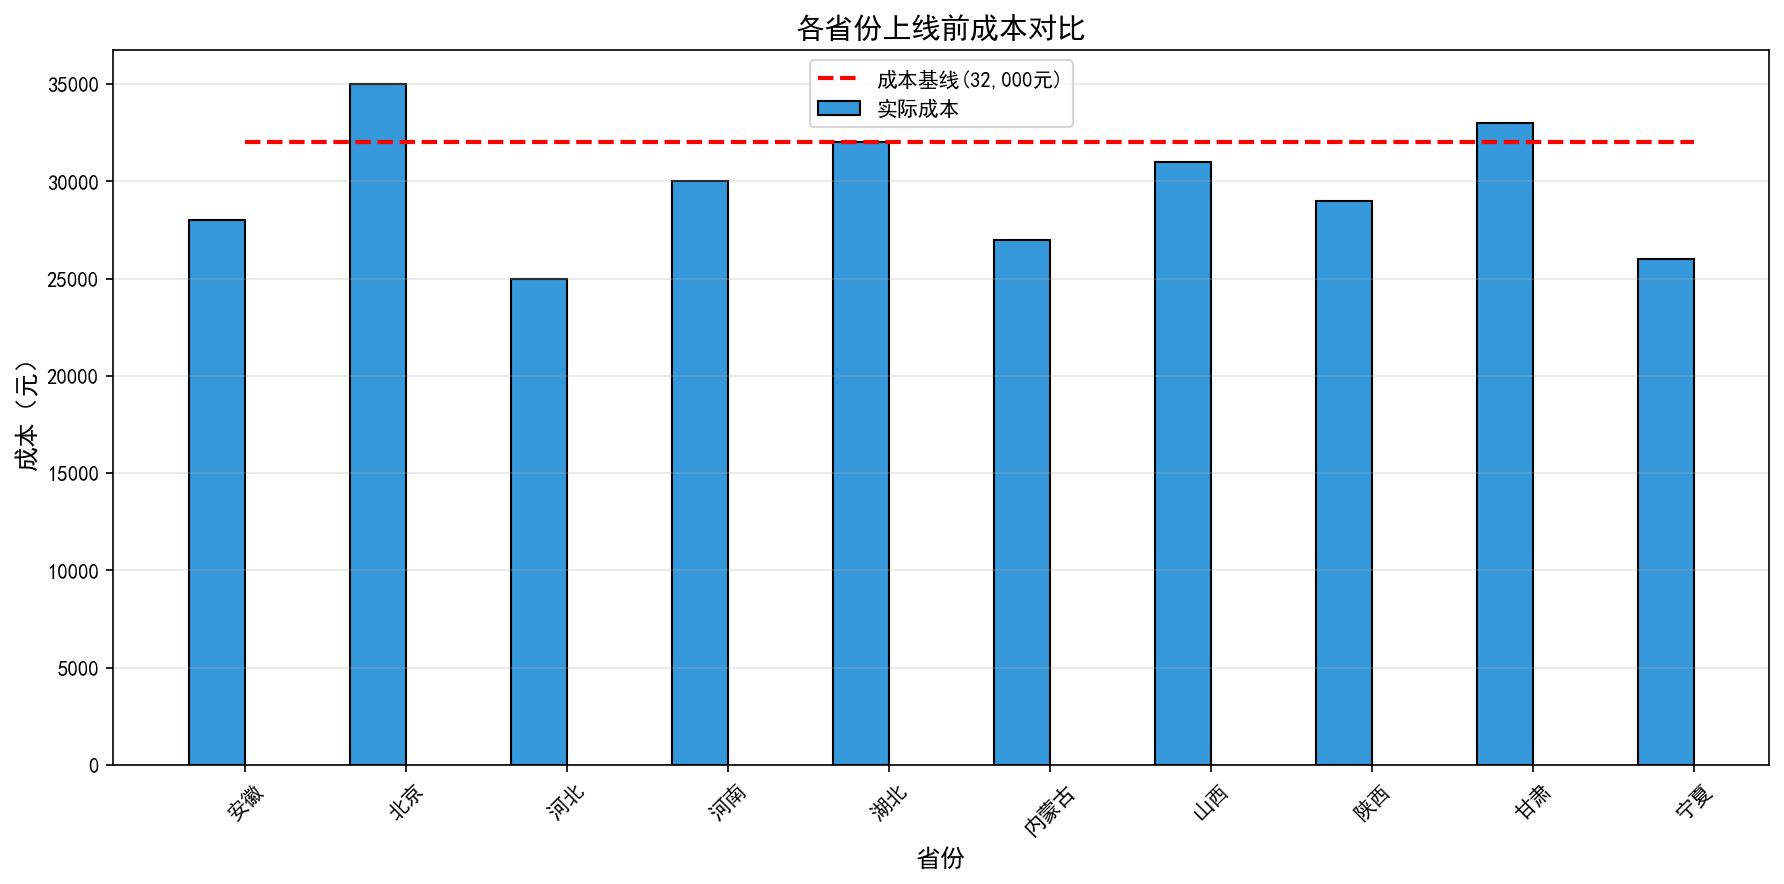 各省份上线前成本对比
成本基线(32,000元)
实际成本
成本（元）
35000
30000
25000
20000
15000
10000
5000
0
安徽
北京
河北
河南
湖北
内蒙古
山西
陕西
甘肃
宁夏
省份